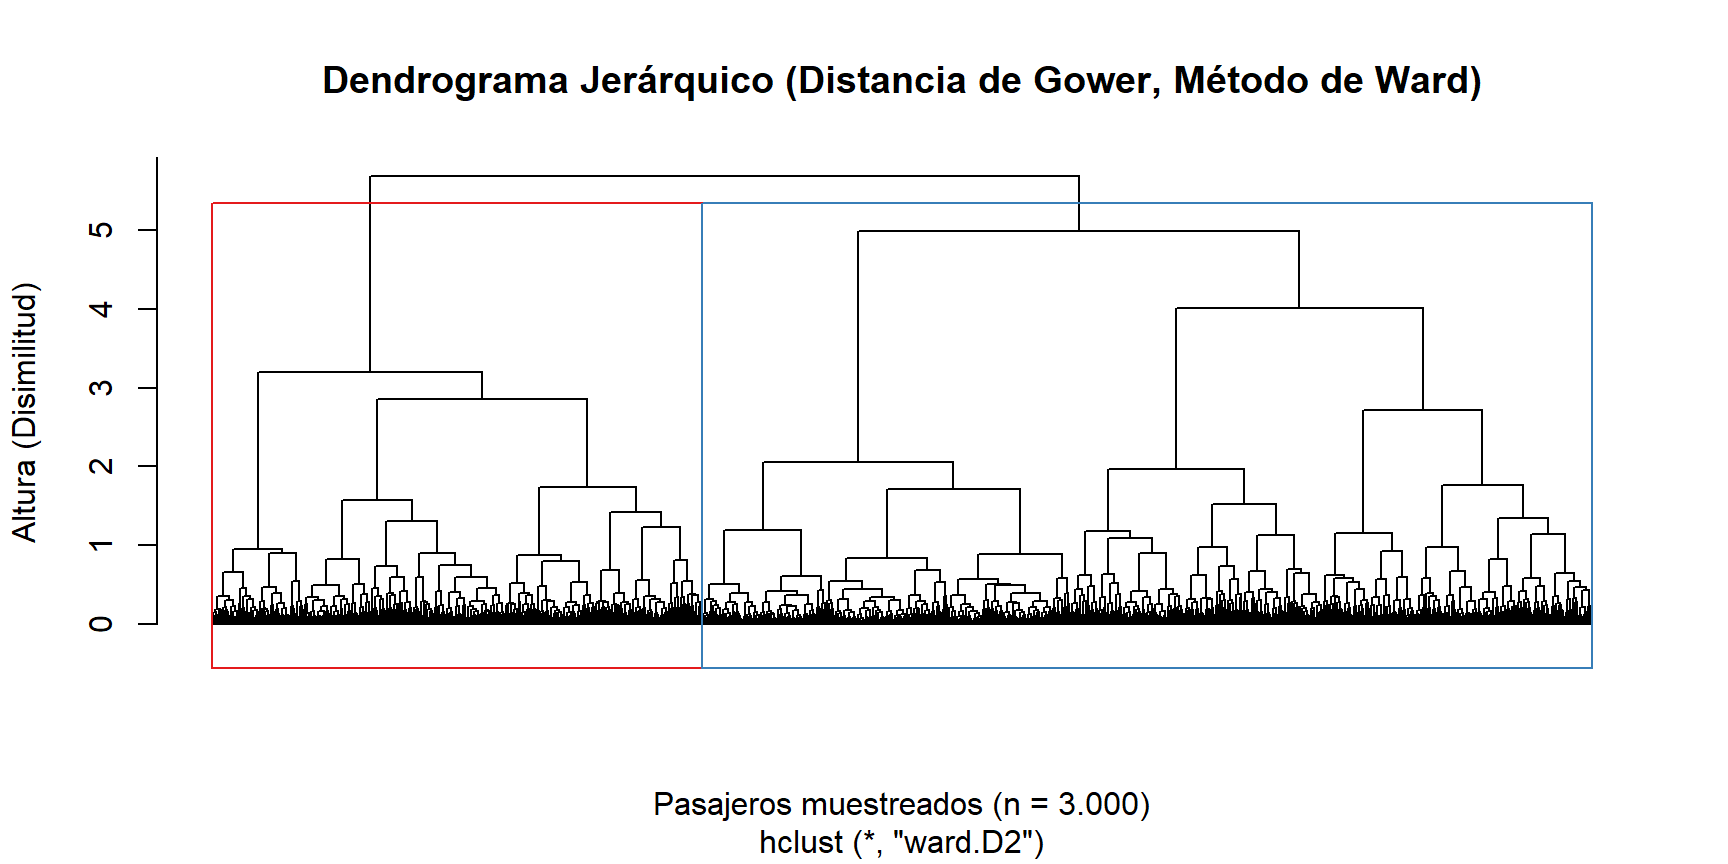 Dendrograma Jerárquico (Distancia de Gower, Método de Ward)
Altura (Disimilitud)
5
4
3
2
1
0
Pasajeros muestreados (n = 3.000)
hclust (*, "ward.D2")